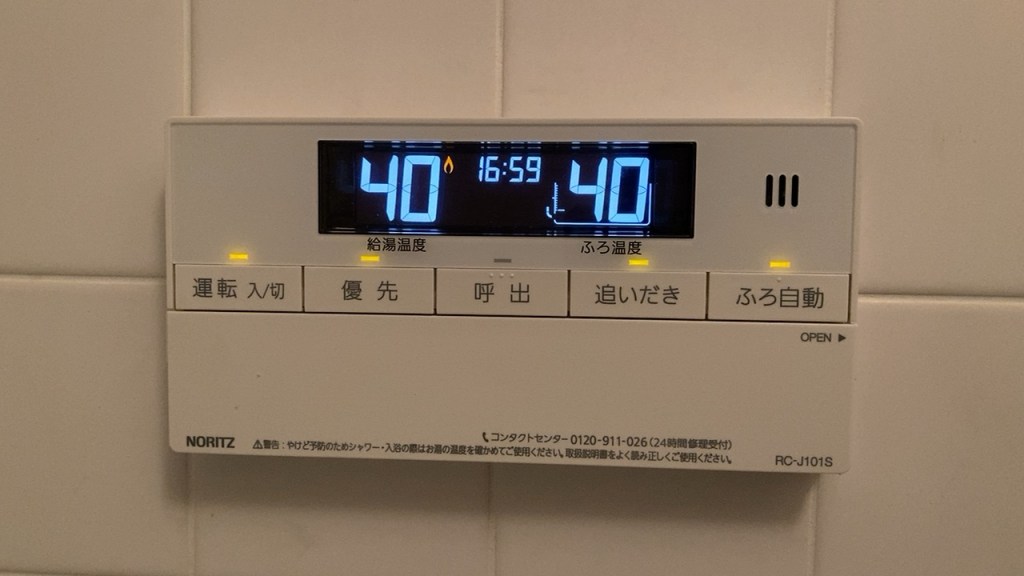 40 16:59 40
給湯温度 ふろ温度
運転 入/切 優先 呼出 追いだき ふろ自動
OPEN ▶
コンタクトセンター 0120-911-026 (24時間修理受付)
NORITZ ⚠警告:やけど予防のためシャワー・入浴の際はお湯の温度を確かめてご使用ください。取扱説明書をよく読み正しくご使用ください。
RC-J101S